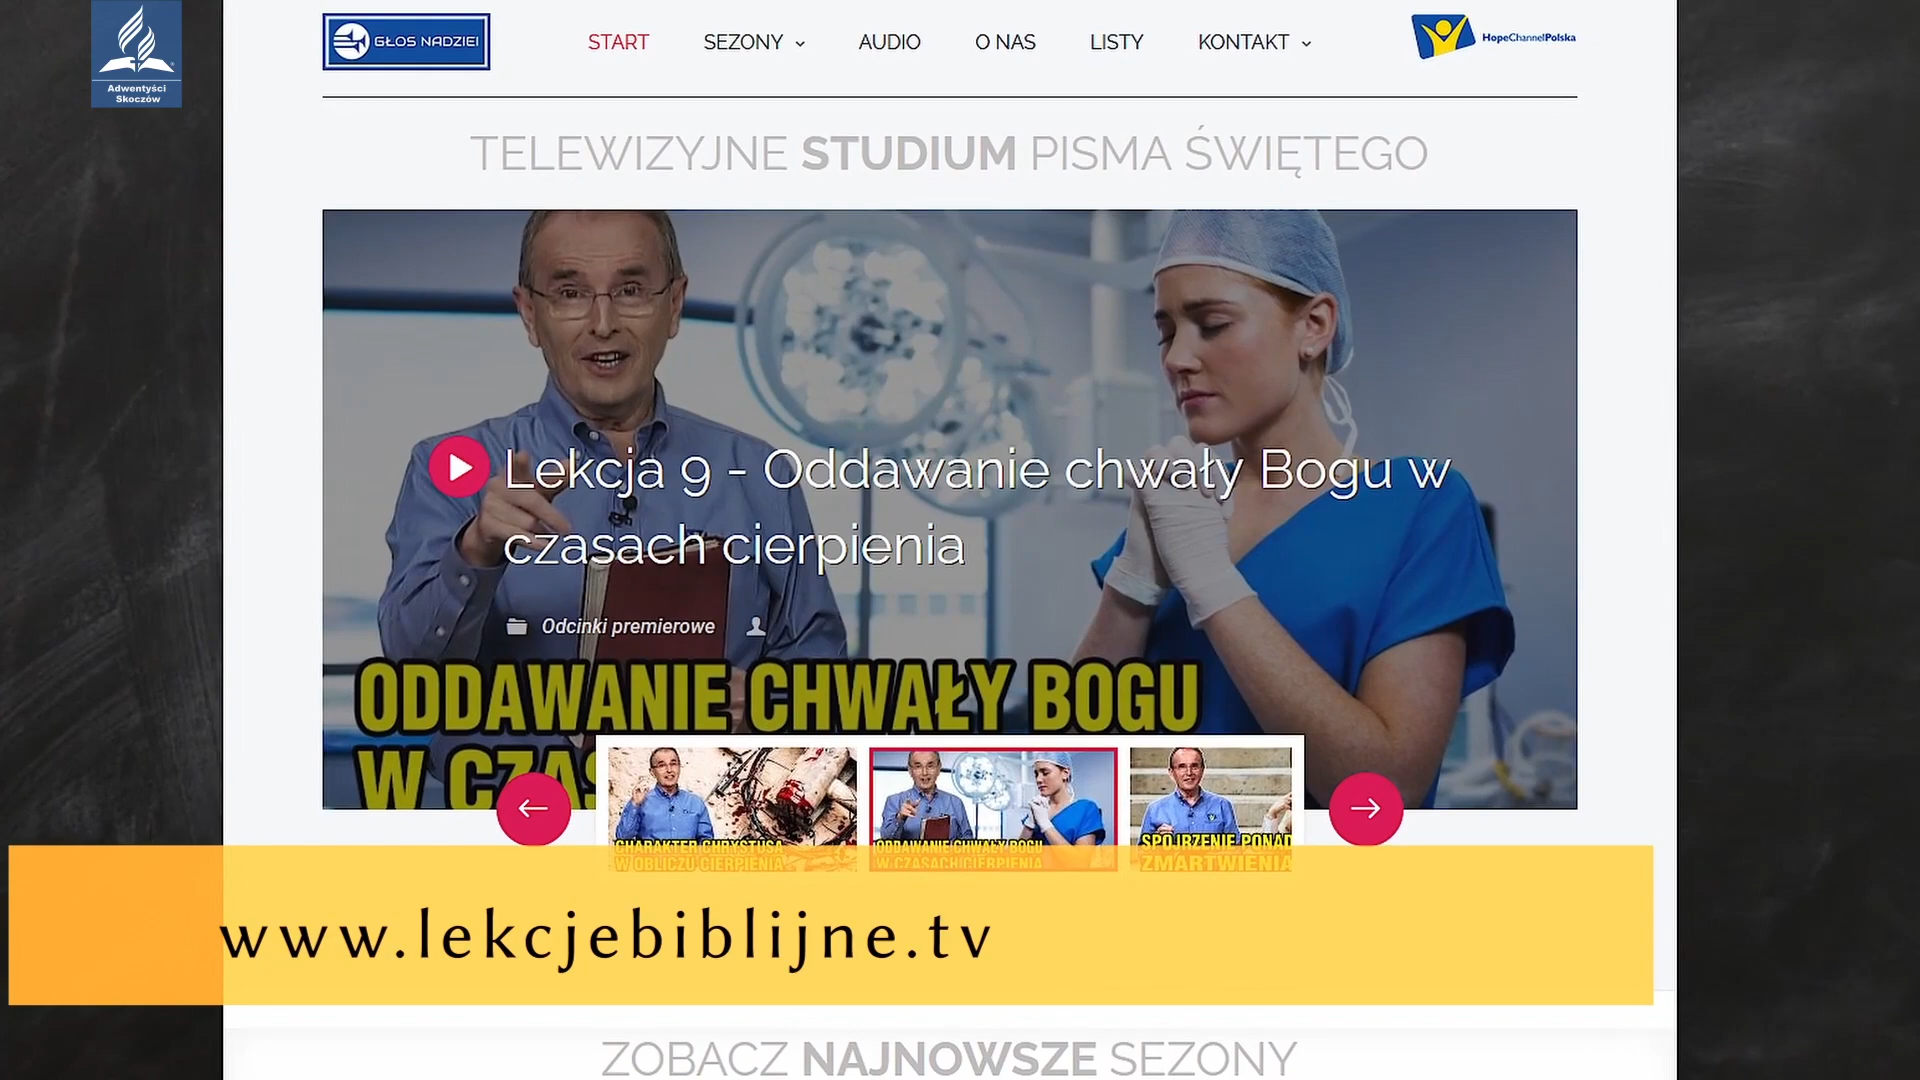 Adwentyści
Skoczów
GŁOS NADZIEI
START
SEZONY
AUDIO
O NAS
LISTY
KONTAKT
HopeChannelPolska
TELEWIZYJNE STUDIUM PISMA ŚWIĘTEGO
Lekcja 9 - Oddawanie chwały Bogu w
czasach cierpienia
Odcinki premierowe
ODDAWANIE CHWAŁY BOGU
W CZAS
CHARAKTER CHRYSTUSA
W OBLICZU CIERPIENIA
ODDAWANIE CHWAŁY BOGU
W CZASACH CIERPIENIA
SPOJRZENIE PONAD
ZMARTWIENIA
www.lekcjebiblijne.tv
ZOBACZ NAJNOWSZE SEZONY